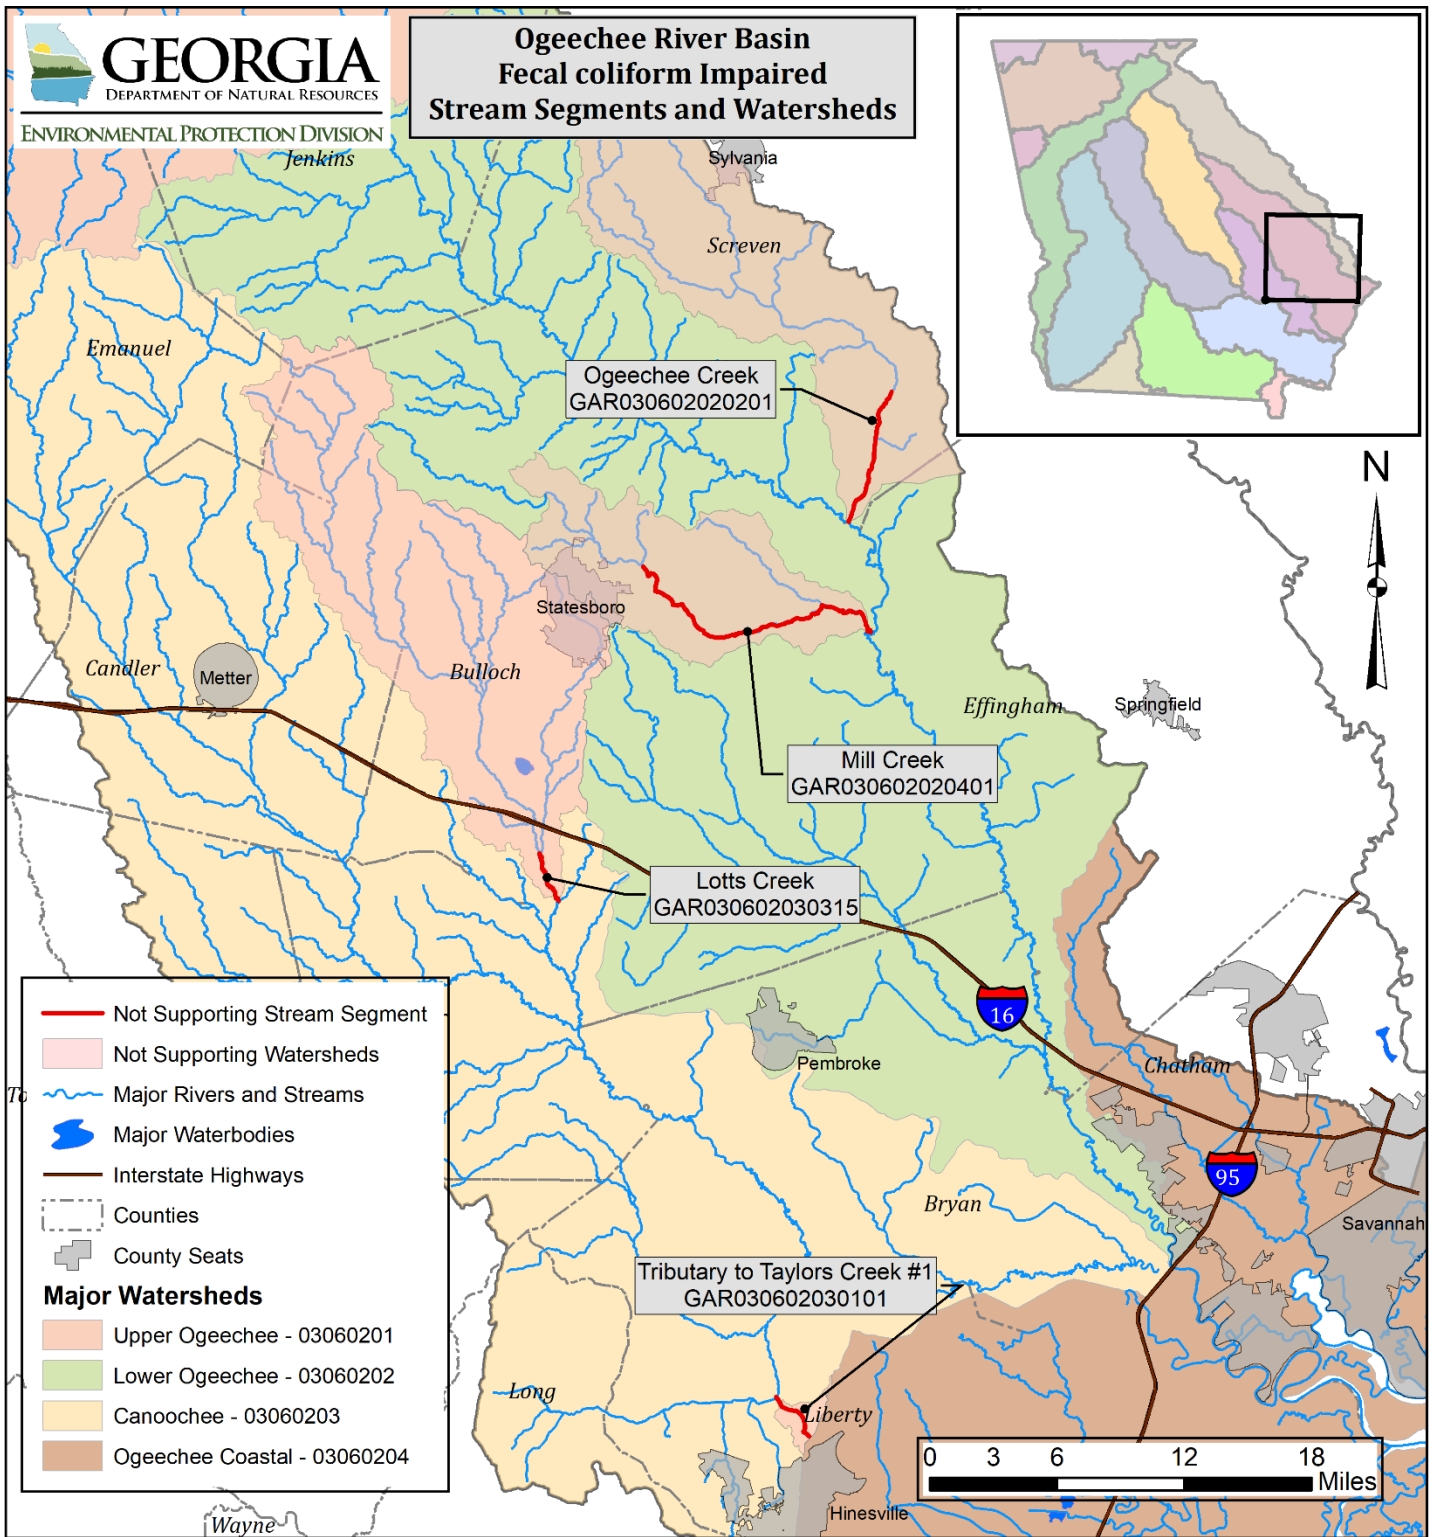 GEORGIA
DEPARTMENT OF NATURAL RESOURCES
ENVIRONMENTAL PROTECTION DIVISION
Ogeechee River Basin
Fecal coliform Impaired
Stream Segments and Watersheds
Jenkins
Sylvania
Screven
Emanuel
Ogeechee Creek
GAR030602020201
N
Statesboro
Candler
Metter
Bulloch
Effingham
Springfield
Mill Creek
GAR030602020401
Lotts Creek
GAR030602030315
16
Pembroke
Chatham
95
Bryan
Savannah
Tributary to Taylors Creek #1
GAR030602030101
Long
Liberty
Hinesville
Wayne
To
Not Supporting Stream Segment
Not Supporting Watersheds
Major Rivers and Streams
Major Waterbodies
Interstate Highways
Counties
County Seats
Major Watersheds
Upper Ogeechee - 03060201
Lower Ogeechee - 03060202
Canoochee - 03060203
Ogeechee Coastal - 03060204
0 3 6 12 18
Miles